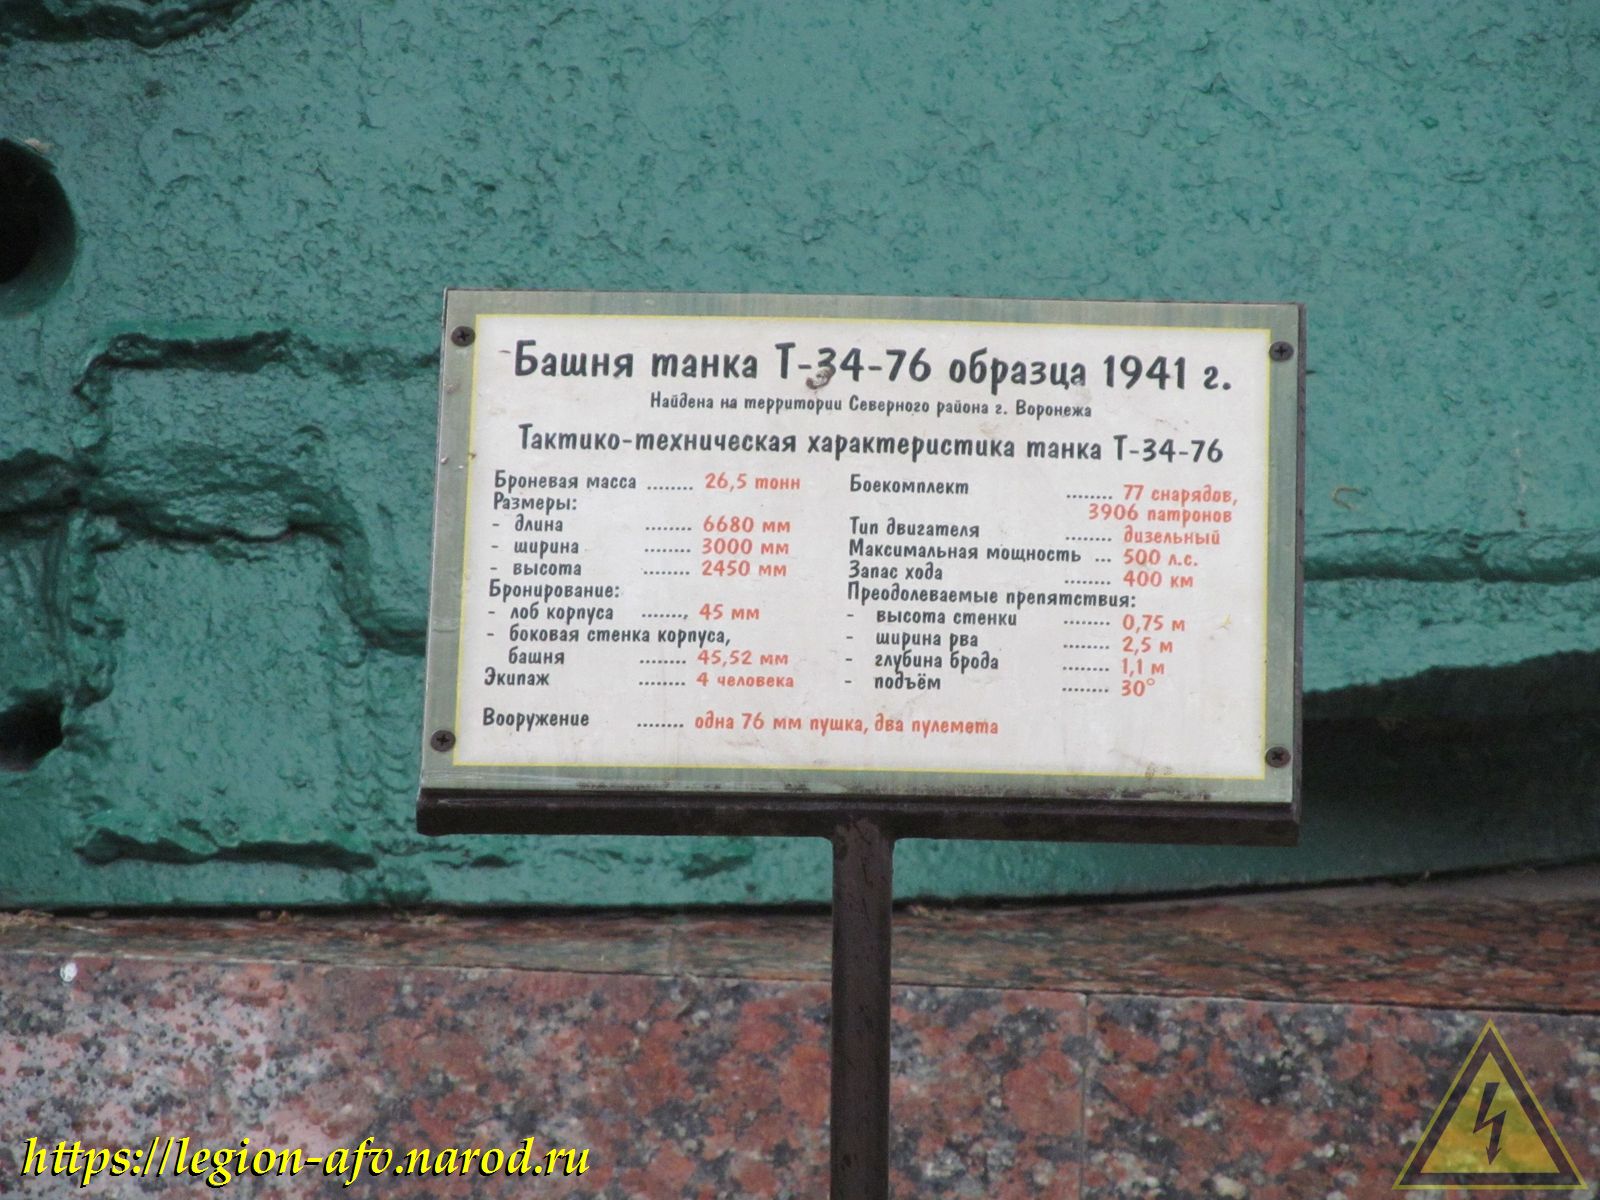 Башня танка Т-34-76 образца 1941 г.
Найдена на территории Северного района г. Воронежа
Тактико-техническая характеристика танка Т-34-76
Броневая масса ........ 26,5 тонн
Размеры:
- длина ........ 6680 мм
- ширина ........ 3000 мм
- высота ........ 2450 мм
Бронирование:
- лоб корпуса ........ 45 мм
- боковая стенка корпуса,
башня ........ 45,52 мм
Экипаж ........ 4 человека
Боекомплект ........ 77 снарядов,
3906 патронов
Тип двигателя ........ дизельный
Максимальная мощность ... 500 л.с.
Запас хода ........ 400 км
Преодолеваемые препятствия:
- высота стенки ........ 0,75 м
- ширина рва ........ 2,5 м
- глубина брода ........ 1,1 м
- подъём ........ 30°
Вооружение ........ одна 76 мм пушка, два пулемета
https://legion-afv.narod.ru